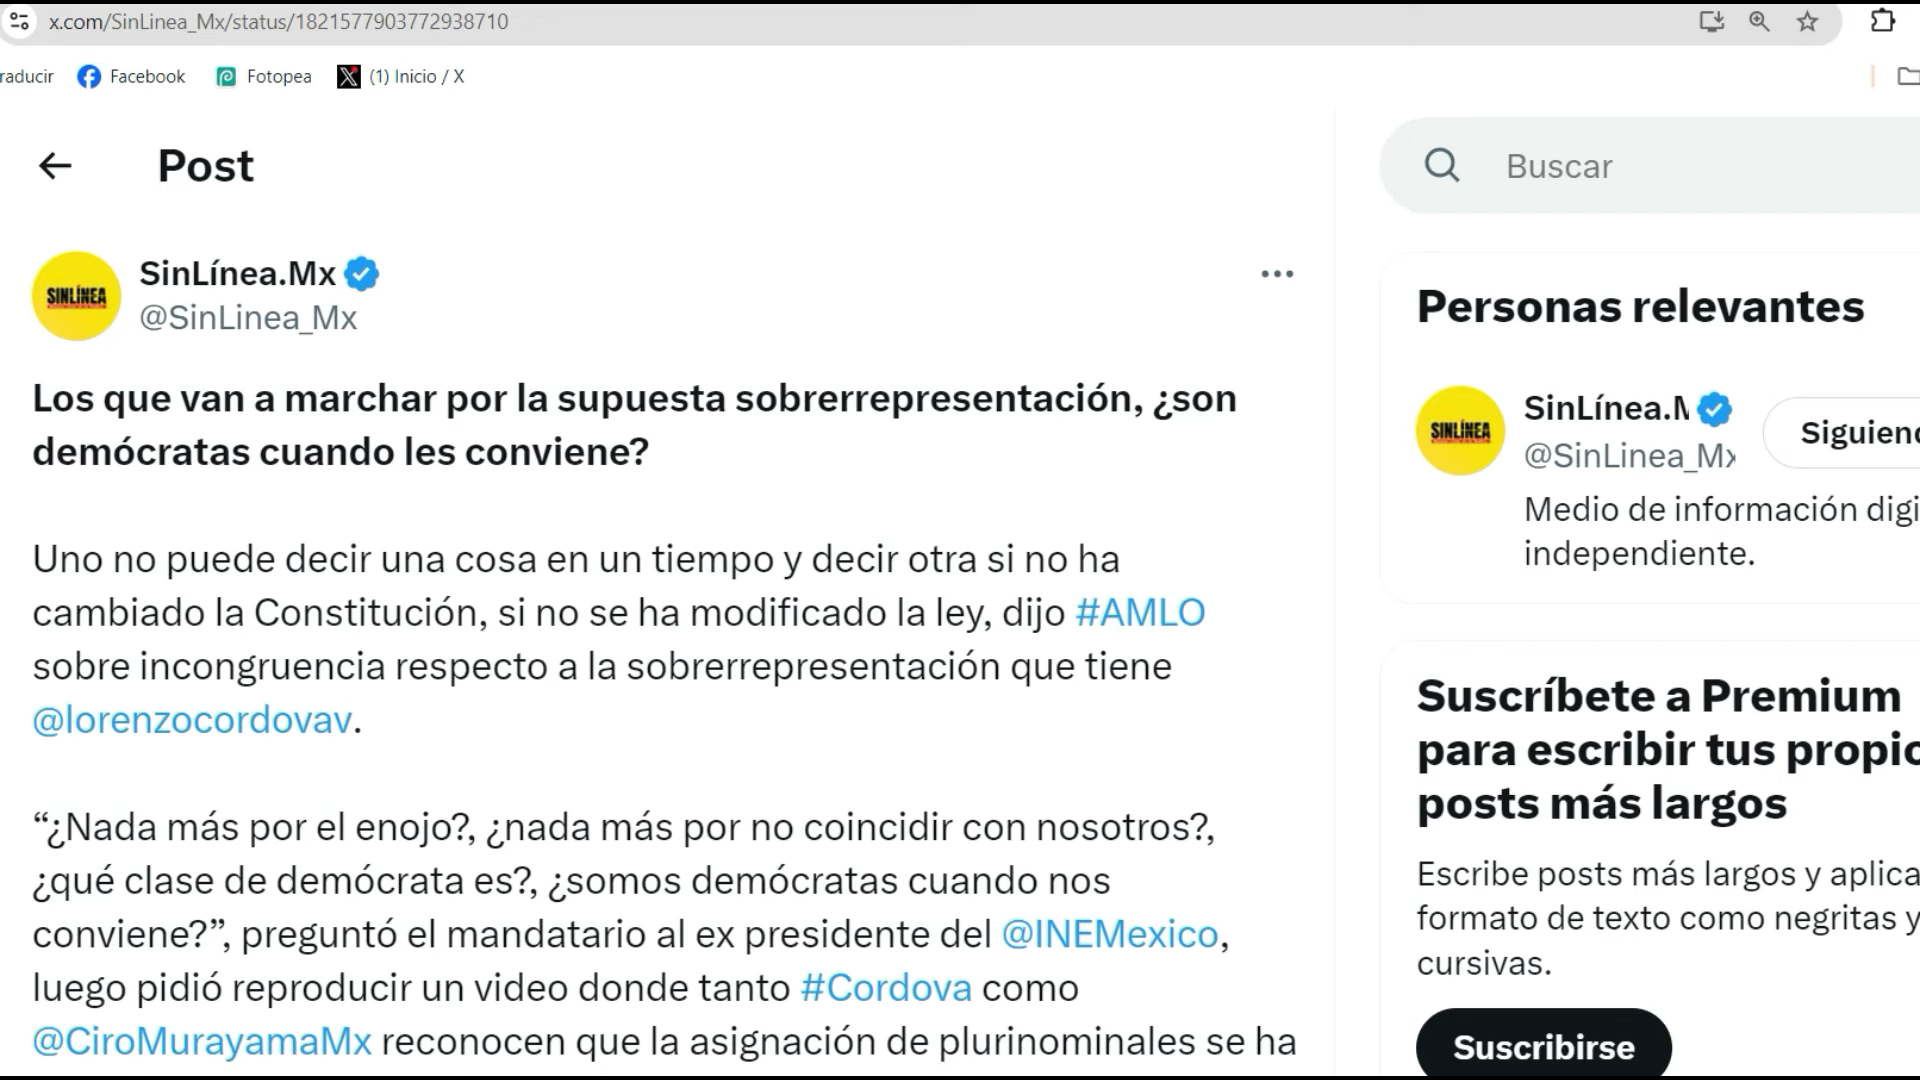 x.com/SinLinea_Mx/status/1821577903772938710
raducir Facebook Fotopea (1) Inicio / X
Post
Buscar
SINLÍNEA
SinLínea.Mx
@SinLinea_Mx
Los que van a marchar por la supuesta sobrerrepresentación, ¿son
demócratas cuando les conviene?
Uno no puede decir una cosa en un tiempo y decir otra si no ha
cambiado la Constitución, si no se ha modificado la ley, dijo #AMLO
sobre incongruencia respecto a la sobrerrepresentación que tiene
@lorenzocordovav.
“¿Nada más por el enojo?, ¿nada más por no coincidir con nosotros?,
¿qué clase de demócrata es?, ¿somos demócratas cuando nos
conviene?”, preguntó el mandatario al ex presidente del @INEMexico,
luego pidió reproducir un video donde tanto #Cordova como
@CiroMurayamaMx reconocen que la asignación de plurinominales se ha
Personas relevantes
SINLÍNEA
SinLínea.M
@SinLinea_Mx
Siguiend
Medio de información digi
independiente.
Suscríbete a Premium
para escribir tus propio
posts más largos
Escribe posts más largos y aplica
formato de texto como negritas y
cursivas.
Suscribirse